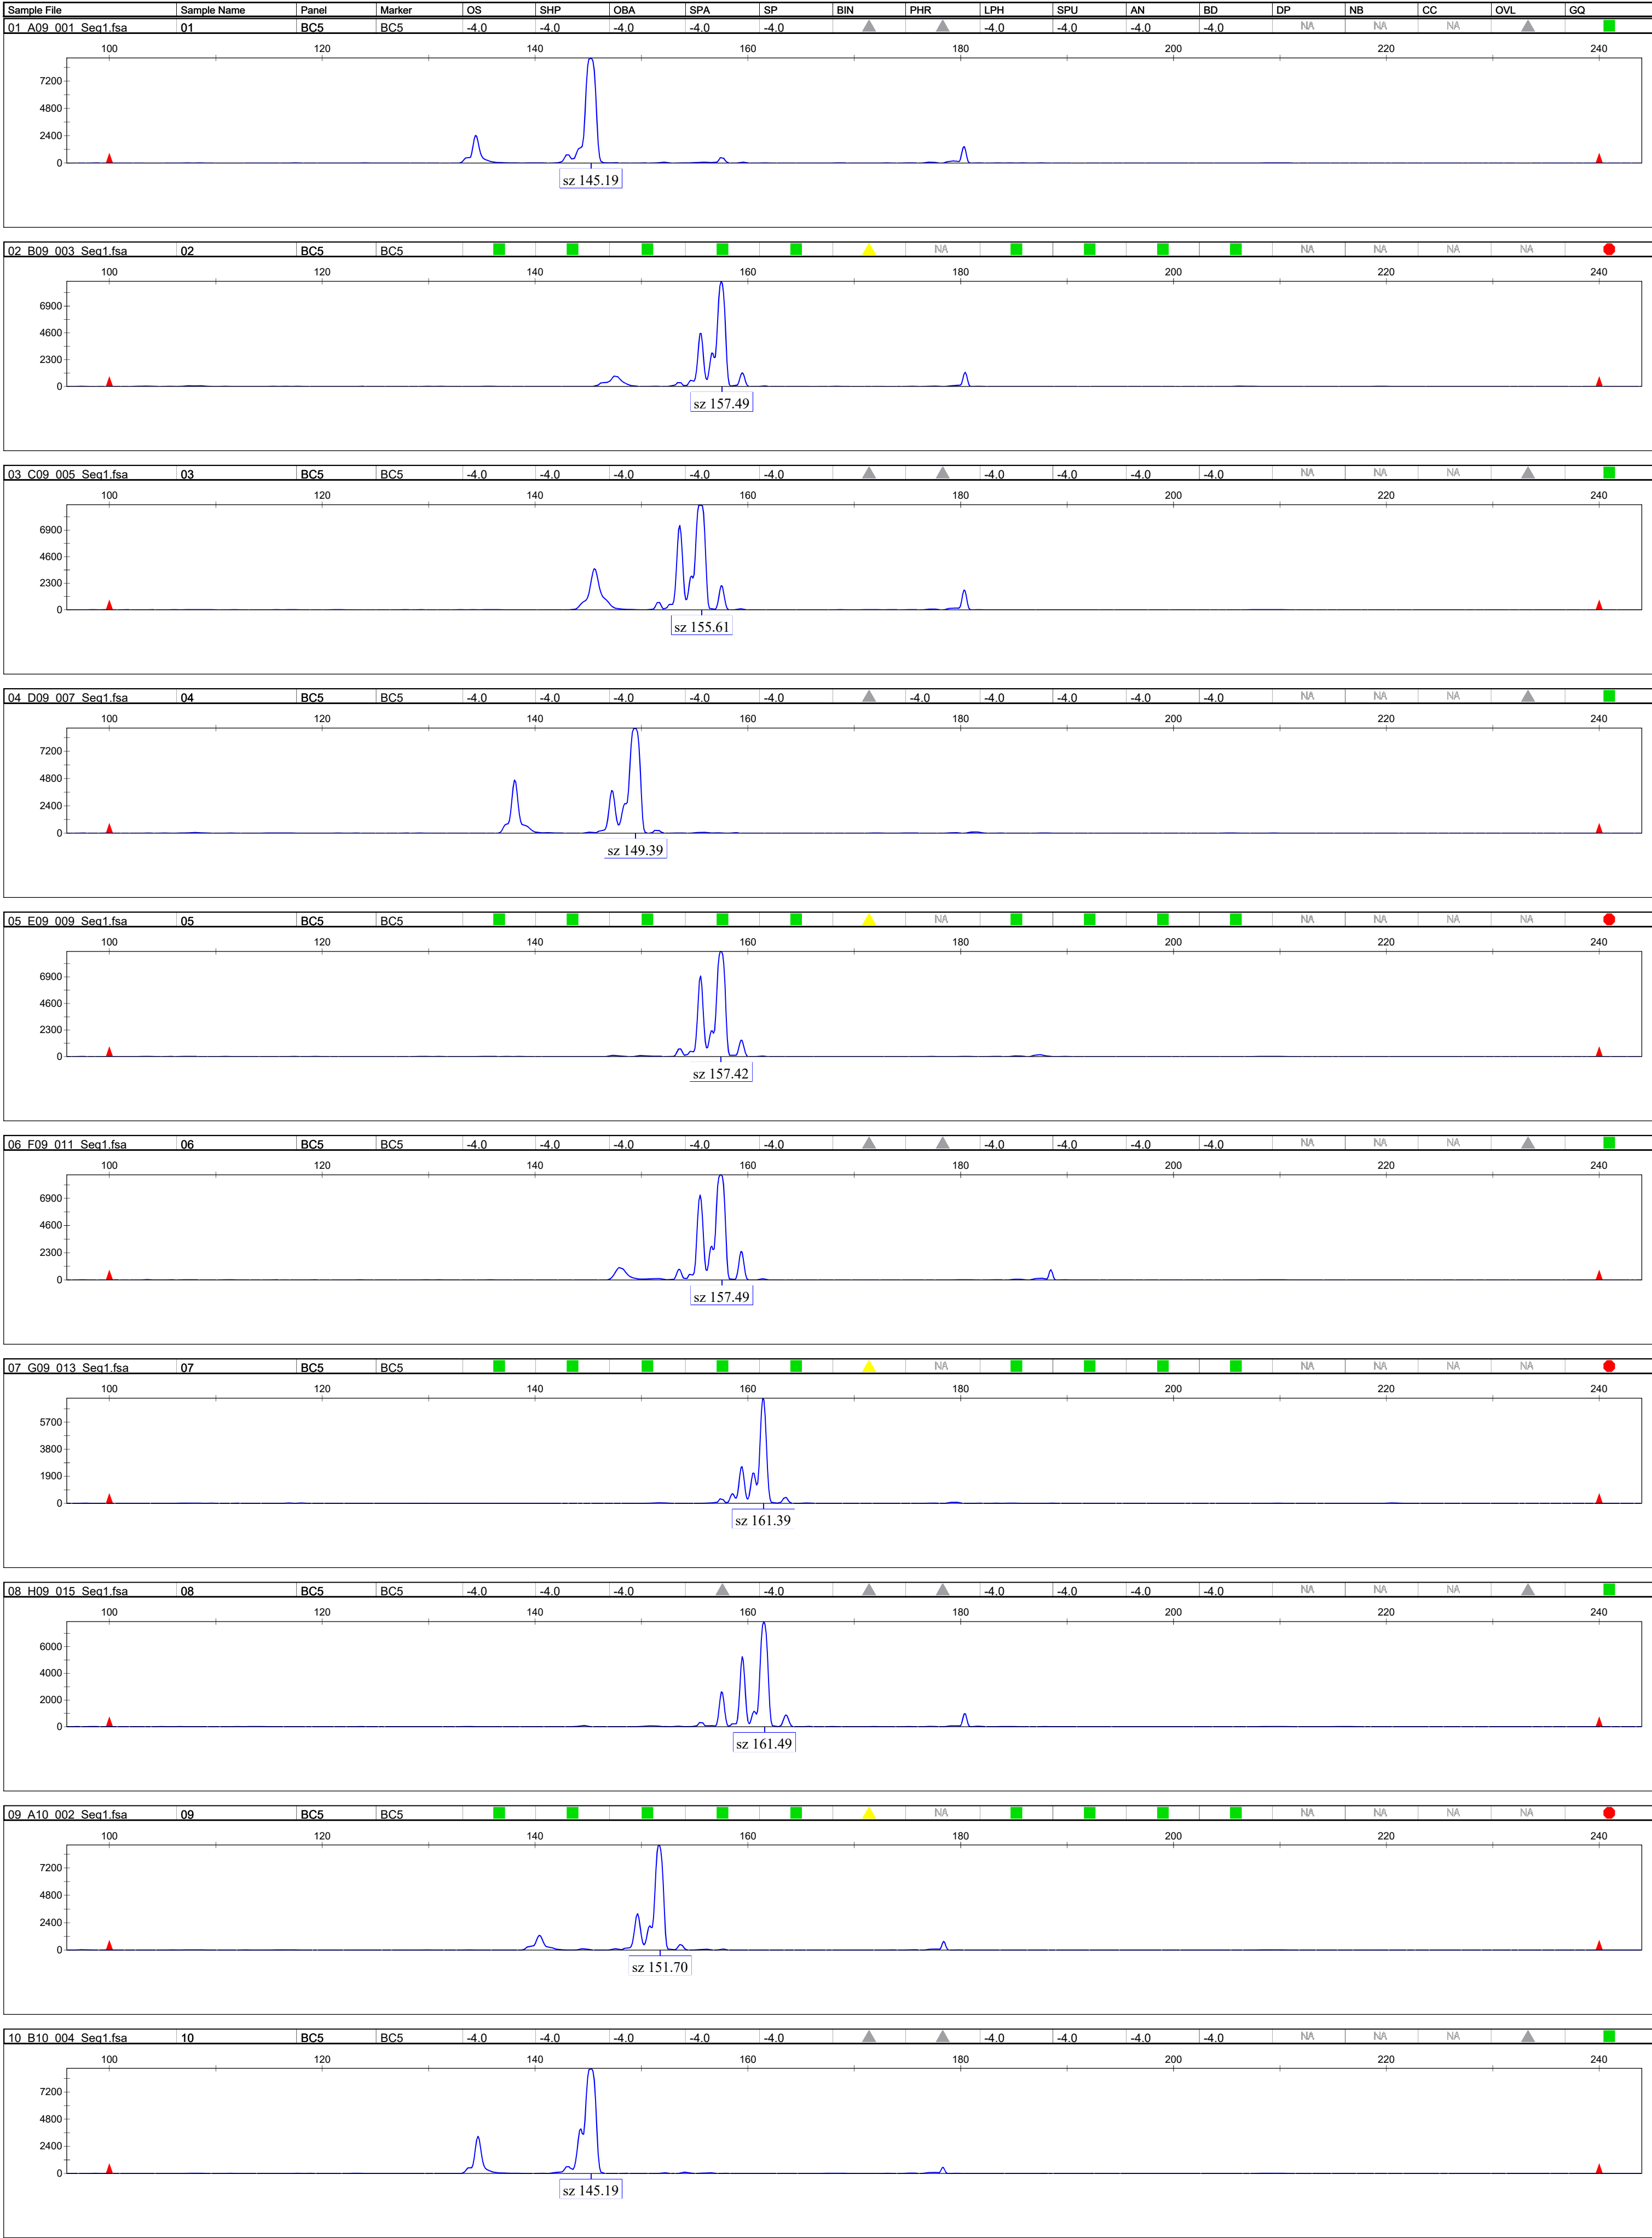 Sample File Sample Name Panel Marker OS SHP OBA SPA SP BIN PHR LPH SPU AN BD DP NB CC OVL GQ
01_A09_001_Seq1.fsa 01 BC5 BC5 -4.0 -4.0 -4.0 -4.0 -4.0 -4.0 -4.0 -4.0 -4.0 NA NA NA
100 120 140 160 180 200 220 240
7200
4800
2400
0
sz 145.19
02_B09_003_Seq1.fsa 02 BC5 BC5 NA NA NA NA NA
100 120 140 160 180 200 220 240
6900
4600
2300
0
sz 157.49
03_C09_005_Seq1.fsa 03 BC5 BC5 -4.0 -4.0 -4.0 -4.0 -4.0 -4.0 -4.0 -4.0 -4.0 NA NA NA
100 120 140 160 180 200 220 240
6900
4600
2300
0
sz 155.61
04_D09_007_Seq1.fsa 04 BC5 BC5 -4.0 -4.0 -4.0 -4.0 -4.0 -4.0 -4.0 -4.0 -4.0 -4.0 NA NA NA
100 120 140 160 180 200 220 240
7200
4800
2400
0
sz 149.39
05_E09_009_Seq1.fsa 05 BC5 BC5 NA NA NA NA NA
100 120 140 160 180 200 220 240
6900
4600
2300
0
sz 157.42
06_F09_011_Seq1.fsa 06 BC5 BC5 -4.0 -4.0 -4.0 -4.0 -4.0 -4.0 -4.0 -4.0 -4.0 NA NA NA
100 120 140 160 180 200 220 240
6900
4600
2300
0
sz 157.49
07_G09_013_Seq1.fsa 07 BC5 BC5 NA NA NA NA NA
100 120 140 160 180 200 220 240
5700
3800
1900
0
sz 161.39
08_H09_015_Seq1.fsa 08 BC5 BC5 -4.0 -4.0 -4.0 -4.0 -4.0 -4.0 -4.0 -4.0 NA NA NA
100 120 140 160 180 200 220 240
6000
4000
2000
0
sz 161.49
09_A10_002_Seq1.fsa 09 BC5 BC5 NA NA NA NA NA
100 120 140 160 180 200 220 240
7200
4800
2400
0
sz 151.70
10_B10_004_Seq1.fsa 10 BC5 BC5 -4.0 -4.0 -4.0 -4.0 -4.0 -4.0 -4.0 -4.0 -4.0 NA NA NA
100 120 140 160 180 200 220 240
7200
4800
2400
0
sz 145.19